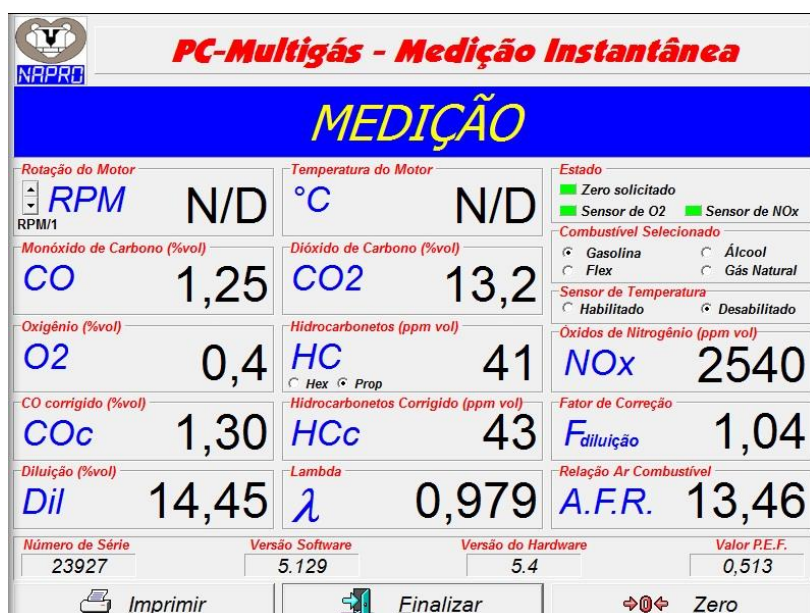 NAPRO
PC-Multigás - Medição Instantânea
MEDIÇÃO
Rotação do Motor
RPM
RPM/1
N/D
Temperatura do Motor
°C
N/D
Estado
Zero solicitado
Sensor de O2 Sensor de NOx
Combustível Selecionado
Gasolina Álcool
Flex Gás Natural
Sensor de Temperatura
Habilitado Desabilitado
Monóxido de Carbono (%vol)
CO 1,25
Dióxido de Carbono (%vol)
CO2 13,2
Oxigênio (%vol)
O2 0,4
Hidrocarbonetos (ppm vol)
HC 41
Hex Prop
Óxidos de Nitrogênio (ppm vol)
NOx 2540
CO corrigido (%vol)
COc 1,30
Hidrocarbonetos Corrigido (ppm vol)
HCc 43
Fator de Correção
Fdiluição 1,04
Diluição (%vol)
Dil 14,45
Lambda
λ 0,979
Relação Ar Combustível
A.F.R. 13,46
Número de Série Versão Software Versão do Hardware Valor P.E.F.
23927 5.129 5.4 0,513
Imprimir Finalizar 0 Zero